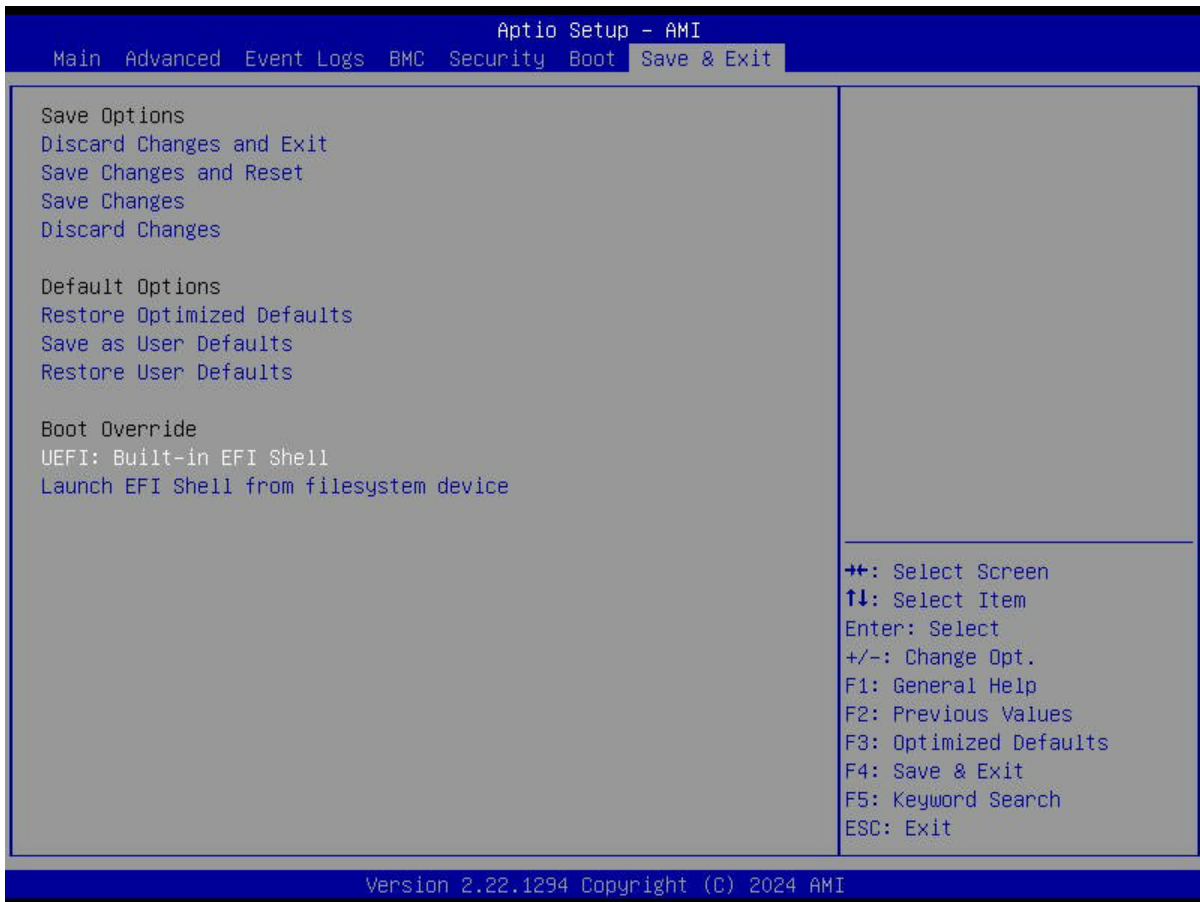 Aptio Setup - AMI
Main Advanced Event Logs BMC Security Boot Save & Exit
Save Options
Discard Changes and Exit
Save Changes and Reset
Save Changes
Discard Changes
Default Options
Restore Optimized Defaults
Save as User Defaults
Restore User Defaults
Boot Override
UEFI: Built-in EFI Shell
Launch EFI Shell from filesystem device
→←: Select Screen
↑↓: Select Item
Enter: Select
+/-: Change Opt.
F1: General Help
F2: Previous Values
F3: Optimized Defaults
F4: Save & Exit
F5: Keyword Search
ESC: Exit
Version 2.22.1294 Copyright (C) 2024 AMI